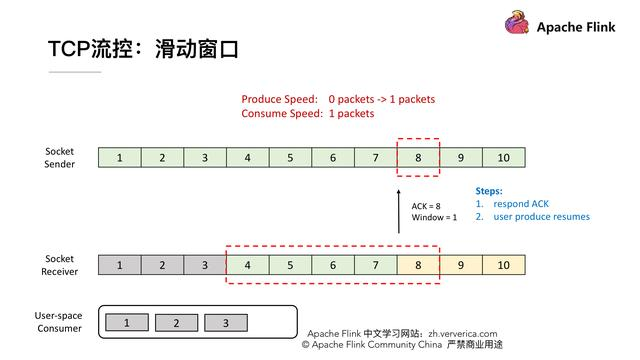 Apache Flink
TCP流控：滑动窗口
Produce Speed: 0 packets -> 1 packets
Consume Speed: 1 packets
Socket
Sender
1 2 3 4 5 6 7 8 9 10
ACK = 8
Window = 1
Steps:
1. respond ACK
2. user produce resumes
Socket
Receiver
1 2 3 4 5 6 7 8 9 10
User-space
Consumer
1 2 3
Apache Flink 中文学习网站：zh.ververica.com
© Apache Flink Community China 严禁商业用途